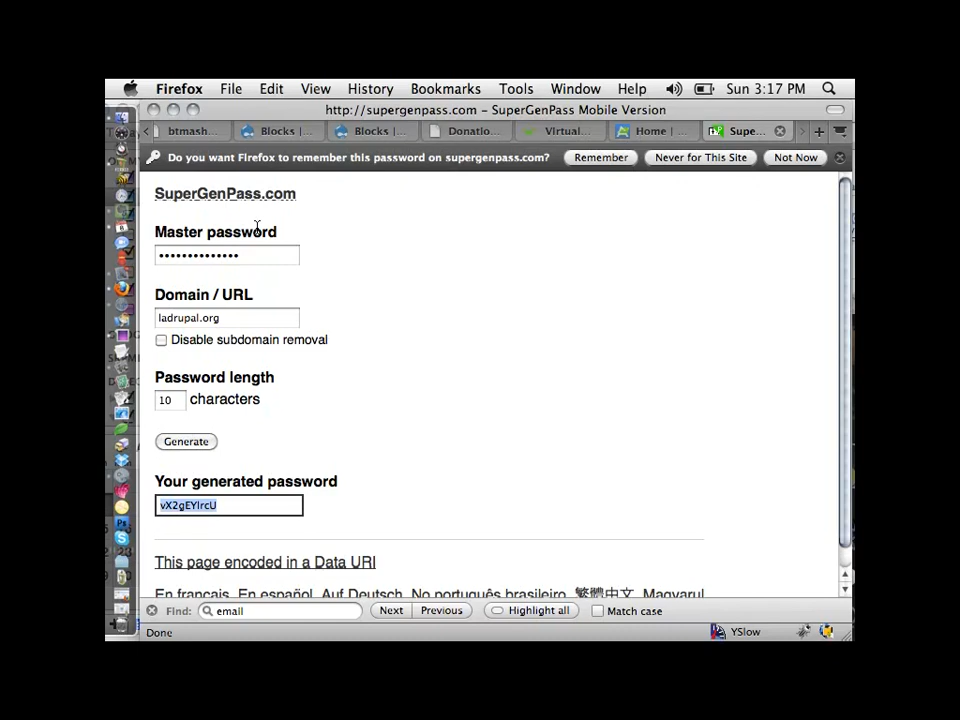 Firefox File Edit View History Bookmarks Tools Window Help Sun 3:17 PM
http://supergenpass.com – SuperGenPass Mobile Version
btmash... Blocks |... Blocks |... Donatio... Virtual... Home | ... Supe...
Do you want Firefox to remember this password on supergenpass.com? Remember Never for This Site Not Now
SuperGenPass.com
Master password
••••••••••••••
Domain / URL
ladrupal.org
Disable subdomain removal
Password length
10 characters
Generate
Your generated password
This page encoded in a Data URI
En français. En español. Auf Deutsch. No português brasileiro. 繁體中文. Magyarul
Find: email Next Previous Highlight all Match case
Done YSlow